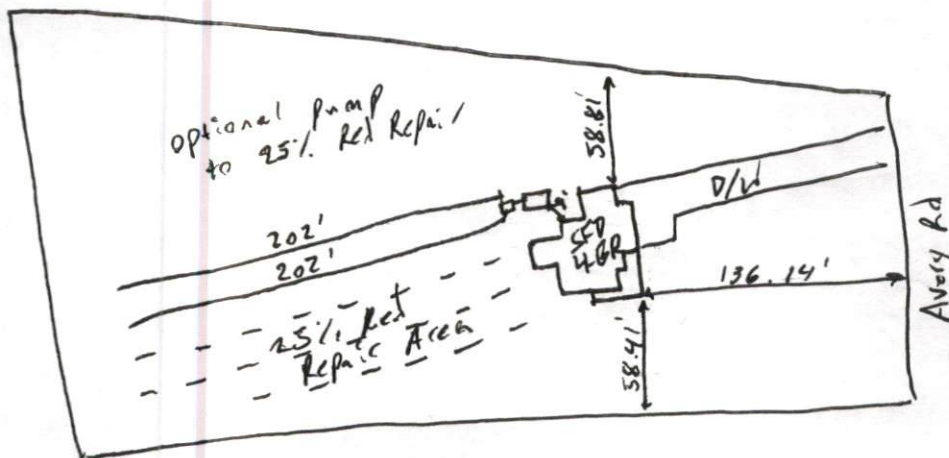 optional pump
to 25% Red Repair
58.81'
D/W
202'
202'
SFD
4BR
136.14'
Avery Rd
25% Red
Repair Area
58.41'